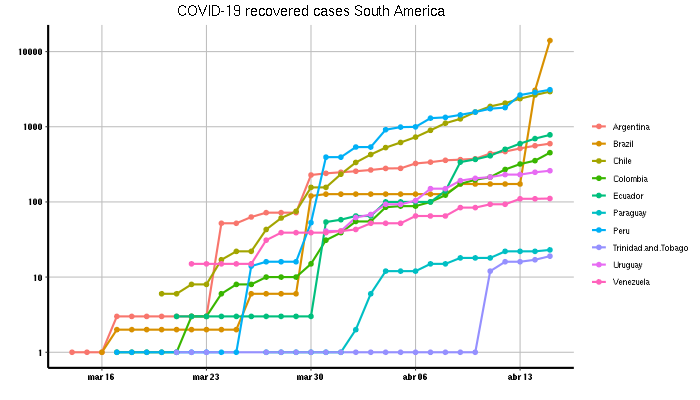 COVID-19 recovered cases South America
10000
1000
100
10
1
mar 16
mar 23
mar 30
abr 06
abr 13
Argentina
Brazil
Chile
Colombia
Ecuador
Paraguay
Peru
Trinidad.and.Tobago
Uruguay
Venezuela